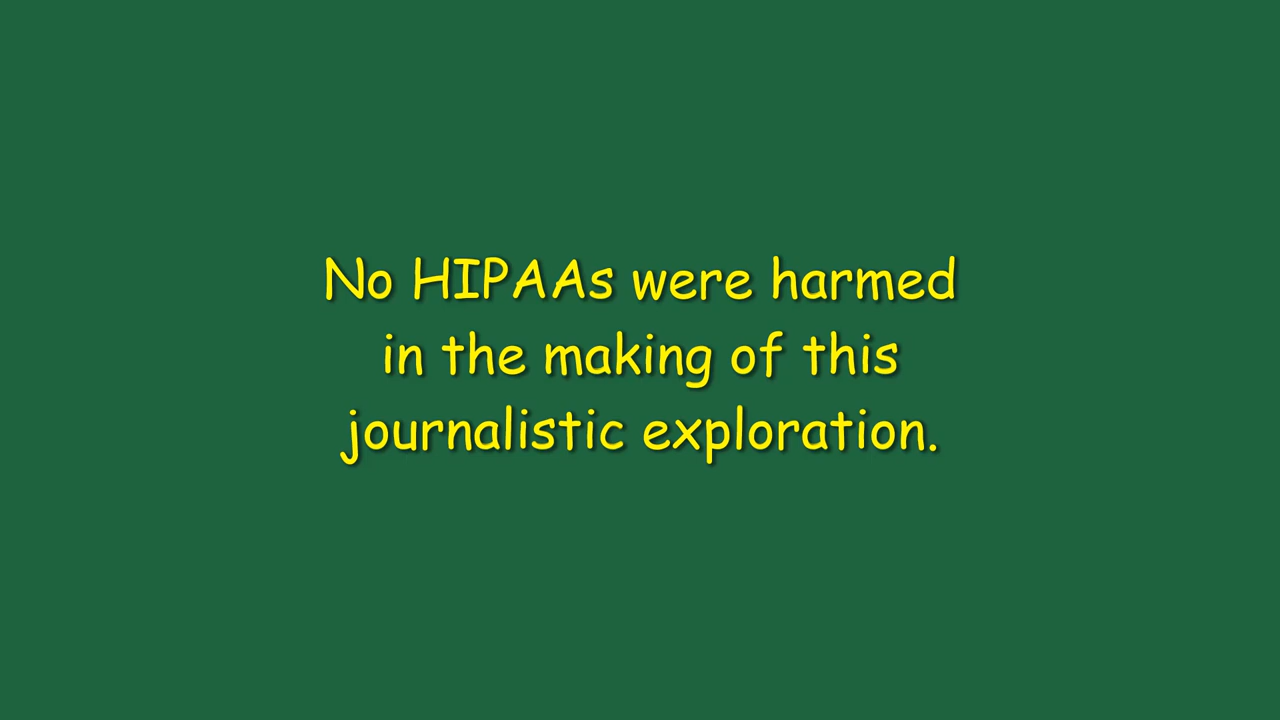 No HIPAAs were harmed
in the making of this
journalistic exploration.